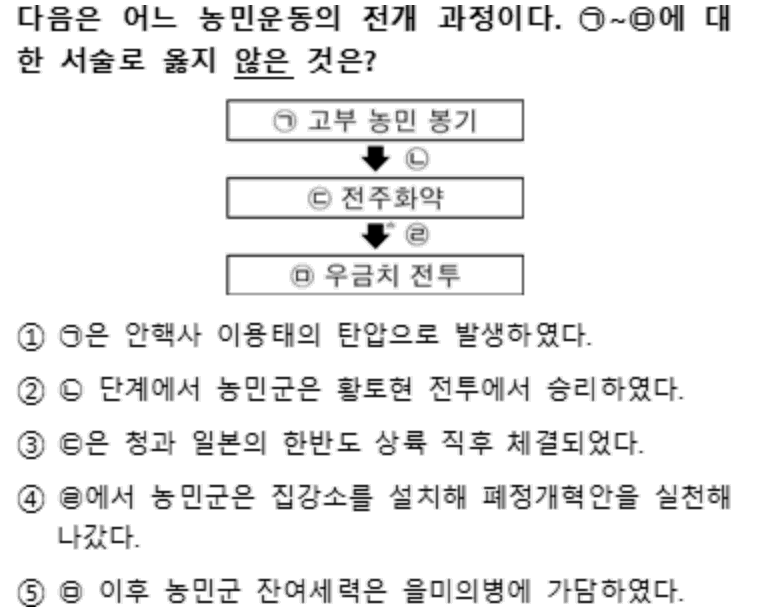 다음은 어느 농민운동의 전개 과정이다. ㉠~㉤에 대
한 서술로 옳지 않은 것은?
㉠ 고부 농민 봉기
㉡
㉢ 전주화약
㉣
㉤ 우금치 전투
① ㉠은 안핵사 이용태의 탄압으로 발생하였다.
② ㉡ 단계에서 농민군은 황토현 전투에서 승리하였다.
③ ㉢은 청과 일본의 한반도 상륙 직후 체결되었다.
④ ㉣에서 농민군은 집강소를 설치해 폐정개혁안을 실천해
나갔다.
⑤ ㉤ 이후 농민군 잔여세력은 을미의병에 가담하였다.